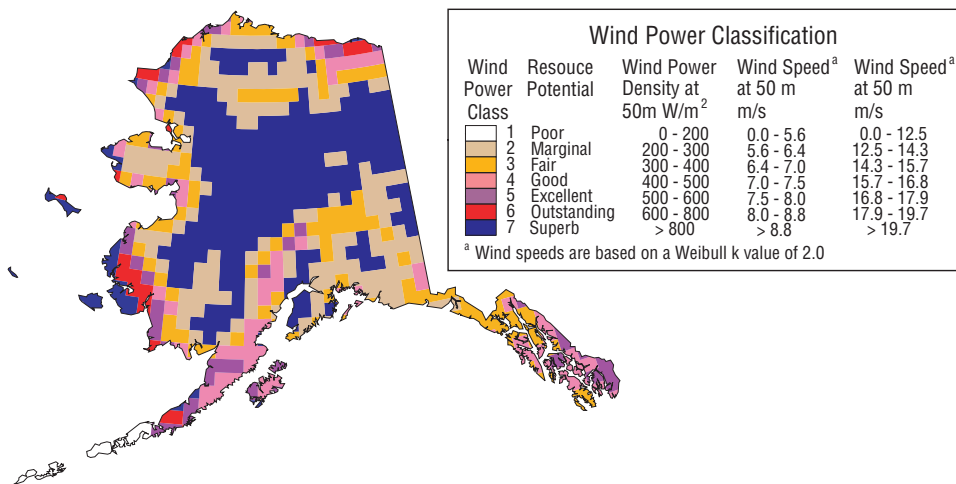 Wind Power Classification
Wind Resouce Wind Power Wind Speed a Wind Speed a
Power Potential Density at at 50 m at 50 m
Class 50m W/m2 m/s m/s
1 Poor 0 - 200 0.0 - 5.6 0.0 - 12.5
2 Marginal 200 - 300 5.6 - 6.4 12.5 - 14.3
3 Fair 300 - 400 6.4 - 7.0 14.3 - 15.7
4 Good 400 - 500 7.0 - 7.5 15.7 - 16.8
5 Excellent 500 - 600 7.5 - 8.0 16.8 - 17.9
6 Outstanding 600 - 800 8.0 - 8.8 17.9 - 19.7
7 Superb > 800 > 8.8 > 19.7
a Wind speeds are based on a Weibull k value of 2.0